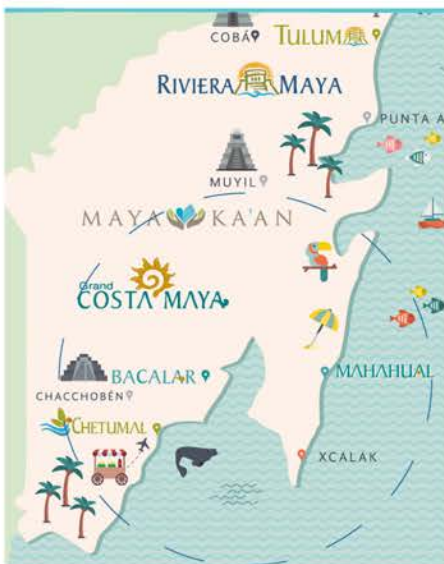 COBÁ
TULUM
RIVIERA MAYA
PUNTA A
MUYIL
MAYA KA'AN
Grand
COSTA MAYA
BACALAR
MAHAHUAL
CHACCHOBÉN
CHETUMAL
XCALAK